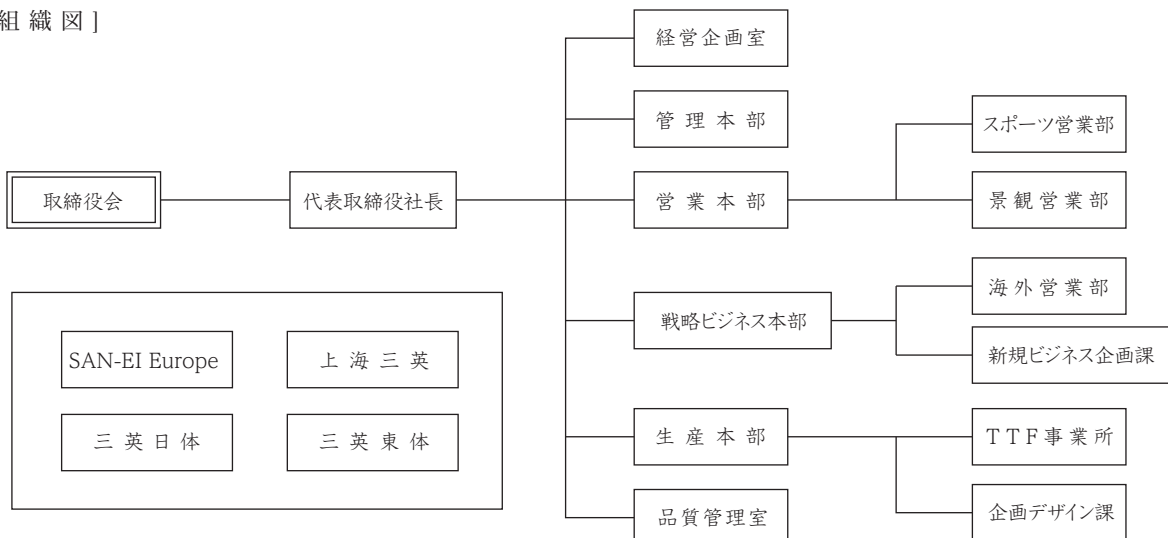 組織図]
取締役会
代表取締役社長
経営企画室
管理本部
営業本部
スポーツ営業部
景観営業部
戦略ビジネス本部
海外営業部
新規ビジネス企画課
生産本部
TTF事業所
企画デザイン課
品質管理室
SAN-EI Europe
上海三英
三英日体
三英東体